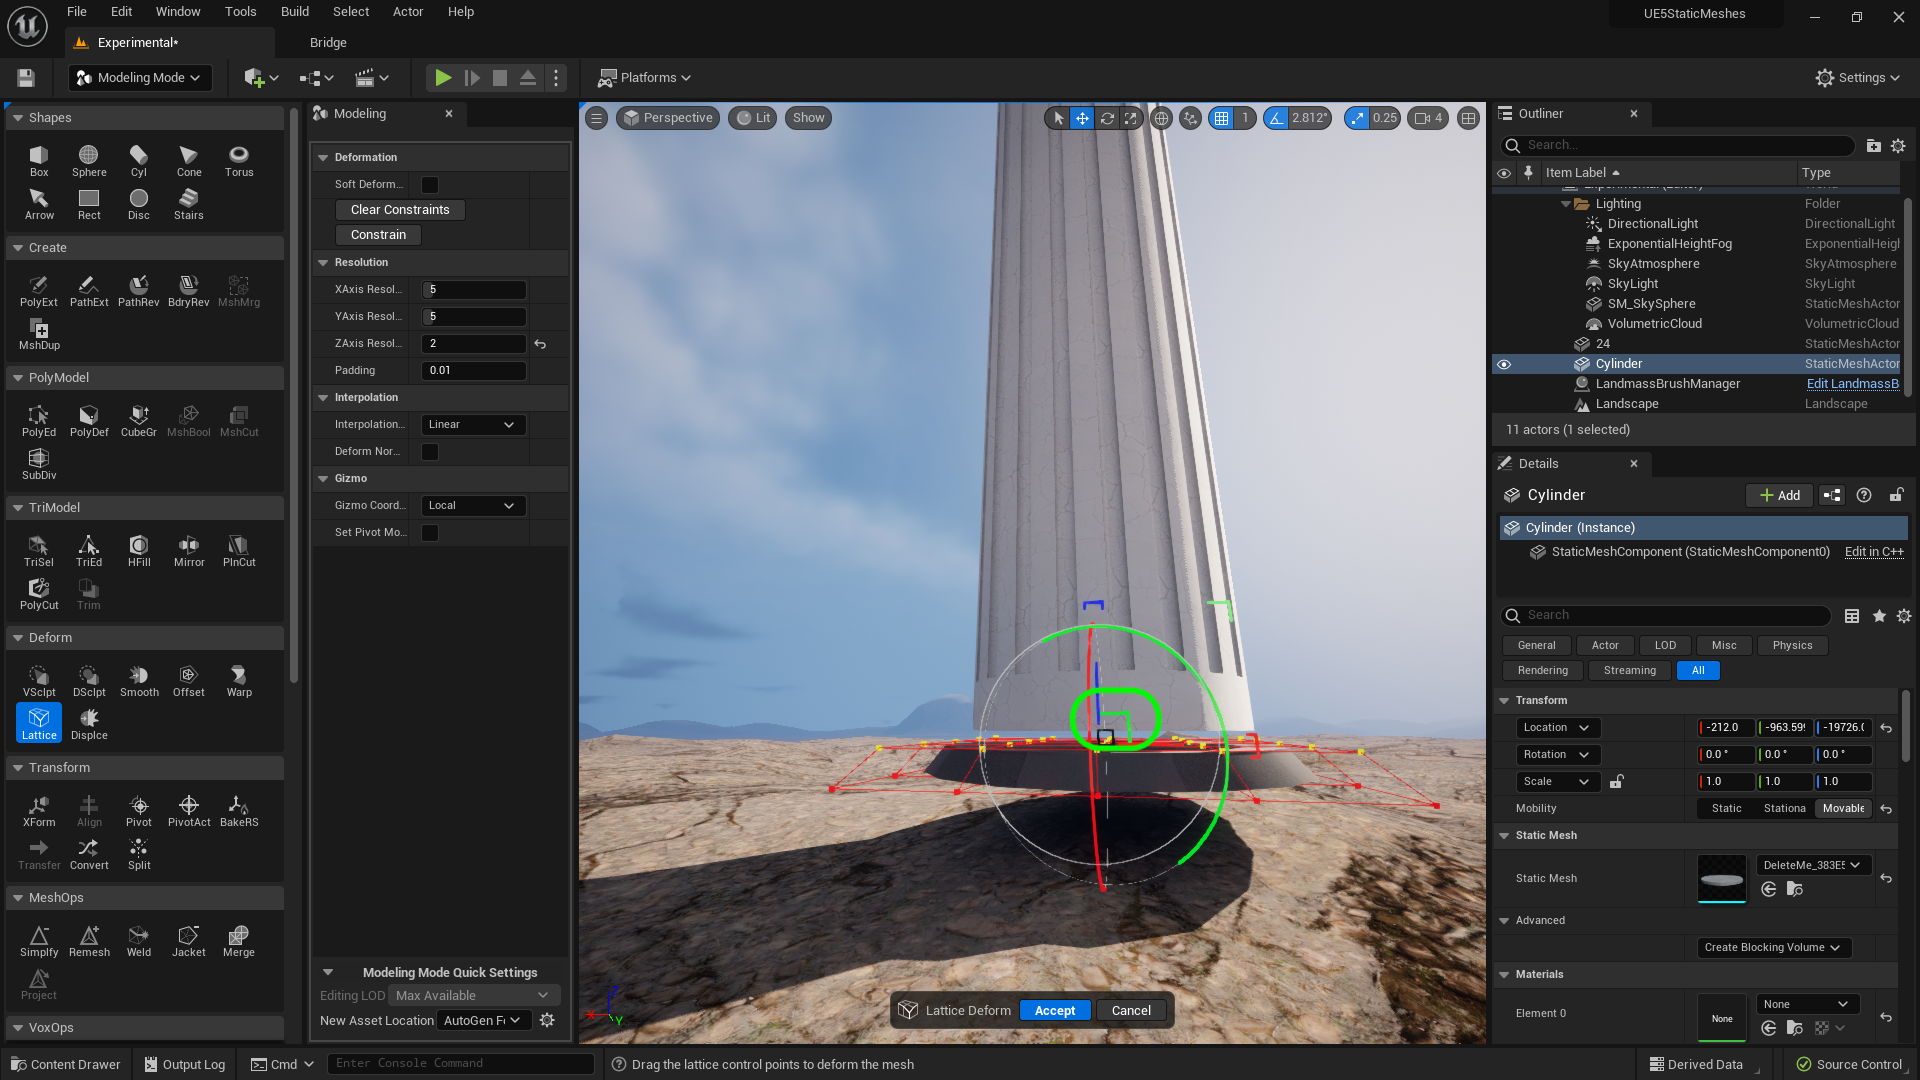 File Edit Window Tools Build Select Actor Help
UE5StaticMeshes
Experimental*
Bridge
Modeling Mode
Platforms
Settings
Shapes
Box Sphere Cyl Cone Torus
Arrow Rect Disc Stairs
Create
PolyExt PathExt PathRev BdryRev MshMrg
MshDup
PolyModel
PolyEd PolyDef CubeGr MshBool MshCut
SubDiv
TriModel
TriSel TriEd HFill Mirror PlnCut
PolyCut Trim
Deform
VSclpt DSclpt Smooth Offset Warp
Lattice Displce
Transform
XForm Align Pivot PivotAct BakeRS
Transfer Convert Split
MeshOps
Simplfy Remesh Weld Jacket Merge
Project
VoxOps
Modeling
Deformation
Soft Deform...
Clear Constraints
Constrain
Resolution
XAxis Resol... 5
YAxis Resol... 5
ZAxis Resol... 2
Padding 0.01
Interpolation
Interpolation... Linear
Deform Nor...
Gizmo
Gizmo Coord... Local
Set Pivot Mo...
Modeling Mode Quick Settings
Editing LOD Max Available
New Asset Location AutoGen F
Perspective Lit Show
1 2.812° 0.25 4
Y
Lattice Deform Accept Cancel
Outliner
Search...
Item Label Type
Lighting Folder
DirectionalLight DirectionalLight
ExponentialHeightFog ExponentialHeigh
SkyAtmosphere SkyAtmosphere
SkyLight SkyLight
SM_SkySphere StaticMeshActor
VolumetricCloud VolumetricCloud
24 StaticMeshActor
Cylinder StaticMeshActor
LandmassBrushManager Edit LandmassB
Landscape Landscape
11 actors (1 selected)
Details
Cylinder
Add
Cylinder (Instance)
StaticMeshComponent (StaticMeshComponent0) Edit in C++
Search
General Actor LOD Misc Physics
Rendering Streaming All
Transform
Location -212.0 -963.59 -19726.
Rotation 0.0 ° 0.0 ° 0.0 °
Scale 1.0 1.0 1.0
Mobility Static Stationa Movable
Static Mesh
Static Mesh DeleteMe_383E
Advanced
Create Blocking Volume
Materials
Element 0 None None
Content Drawer Output Log Cmd Enter Console Command
Drag the lattice control points to deform the mesh
Derived Data Source Control